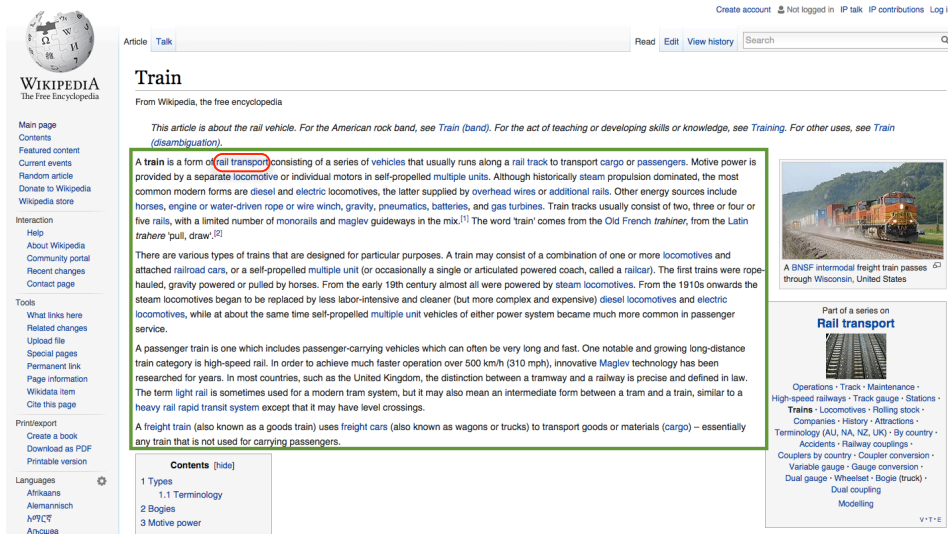 Create account Not logged in IP talk IP contributions Log i
Article Talk
Read Edit View history Search
WIKIPEDIA
The Free Encyclopedia
Main page
Contents
Featured content
Current events
Random article
Donate to Wikipedia
Wikipedia store
Interaction
Help
About Wikipedia
Community portal
Recent changes
Contact page
Tools
What links here
Related changes
Upload file
Special pages
Permanent link
Page information
Wikidata item
Cite this page
Print/export
Create a book
Download as PDF
Printable version
Languages
Afrikaans
Alemannisch
አማርኛ
Train
From Wikipedia, the free encyclopedia
This article is about the rail vehicle. For the American rock band, see Train (band). For the act of teaching or developing skills or knowledge, see Training. For other uses, see Train
(disambiguation).
A train is a form of rail transport consisting of a series of vehicles that usually runs along a rail track to transport cargo or passengers. Motive power is
provided by a separate locomotive or individual motors in self-propelled multiple units. Although historically steam propulsion dominated, the most
common modern forms are diesel and electric locomotives, the latter supplied by overhead wires or additional rails. Other energy sources include
horses, engine or water-driven rope or wire winch, gravity, pneumatics, batteries, and gas turbines. Train tracks usually consist of two, three or four or
five rails, with a limited number of monorails and maglev guideways in the mix.[1] The word 'train' comes from the Old French trahiner, from the Latin
trahere 'pull, draw'.[2]
There are various types of trains that are designed for particular purposes. A train may consist of a combination of one or more locomotives and
attached railroad cars, or a self-propelled multiple unit (or occasionally a single or articulated powered coach, called a railcar). The first trains were rope-
hauled, gravity powered or pulled by horses. From the early 19th century almost all were powered by steam locomotives. From the 1910s onwards the
steam locomotives began to be replaced by less labor-intensive and cleaner (but more complex and expensive) diesel locomotives and electric
locomotives, while at about the same time self-propelled multiple unit vehicles of either power system became much more common in passenger
service.
A passenger train is one which includes passenger-carrying vehicles which can often be very long and fast. One notable and growing long-distance
train category is high-speed rail. In order to achieve much faster operation over 500 km/h (310 mph), innovative Maglev technology has been
researched for years. In most countries, such as the United Kingdom, the distinction between a tramway and a railway is precise and defined in law.
The term light rail is sometimes used for a modern tram system, but it may also mean an intermediate form between a tram and a train, similar to a
heavy rail rapid transit system except that it may have level crossings.
A freight train (also known as a goods train) uses freight cars (also known as wagons or trucks) to transport goods or materials (cargo) – essentially
any train that is not used for carrying passengers.
Contents [hide]
1 Types
1.1 Terminology
2 Bogies
3 Motive power
A BNSF intermodal freight train passes
through Wisconsin, United States
Part of a series on
Rail transport
Operations · Track · Maintenance ·
High-speed railways · Track gauge · Stations ·
Trains · Locomotives · Rolling stock ·
Companies · History · Attractions ·
Terminology (AU, NA, NZ, UK) · By country ·
Accidents · Railway couplings ·
Couplers by country · Coupler conversion ·
Variable gauge · Gauge conversion ·
Dual gauge · Wheelset · Bogie (truck) ·
Dual coupling
Modelling
V·T·E